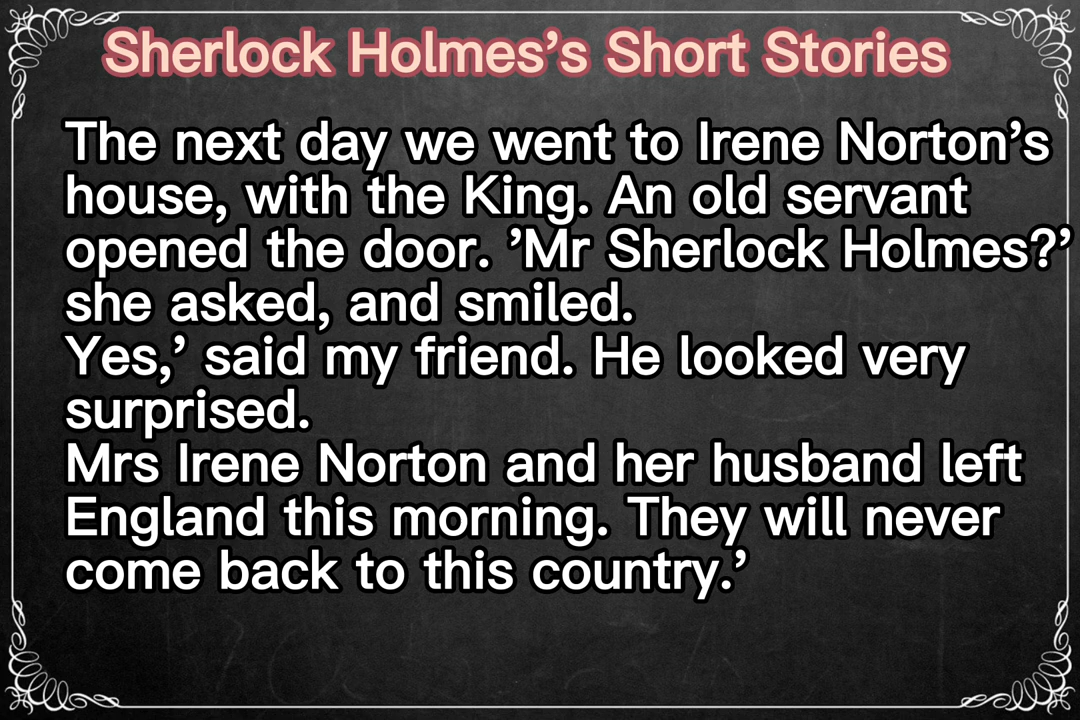 Sherlock Holmes’s Short Stories
The next day we went to Irene Norton’s
house, with the King. An old servant
opened the door. ’Mr Sherlock Holmes?’
she asked, and smiled.
Yes,’ said my friend. He looked very
surprised.
Mrs Irene Norton and her husband left
England this morning. They will never
come back to this country.’